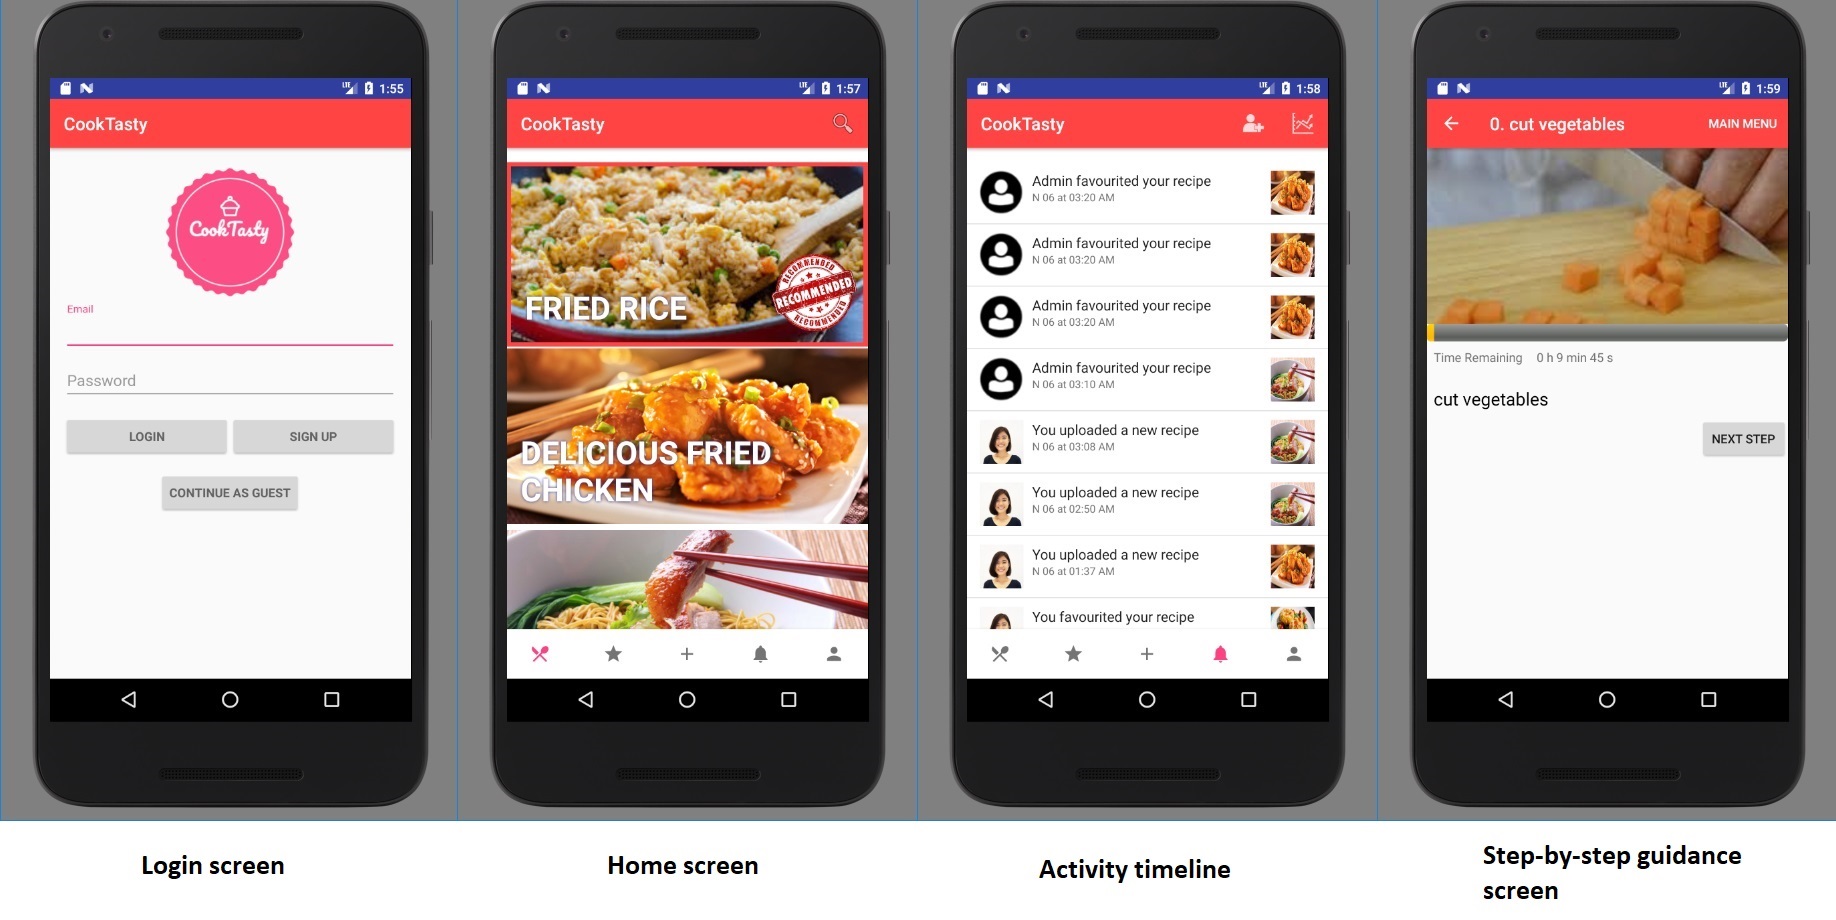 LTE 1:55
CookTasty
CookTasty
Email
Password
LOGIN
SIGN UP
CONTINUE AS GUEST
LTE 1:57
CookTasty
FRIED RICE
RECOMMENDED
RECOMMENDED
RECOMMENDED
DELICIOUS FRIED
CHICKEN
LTE 1:58
CookTasty
Admin favourited your recipe
N 06 at 03:20 AM
Admin favourited your recipe
N 06 at 03:20 AM
Admin favourited your recipe
N 06 at 03:20 AM
Admin favourited your recipe
N 06 at 03:10 AM
You uploaded a new recipe
N 06 at 03:08 AM
You uploaded a new recipe
N 06 at 02:50 AM
You uploaded a new recipe
N 06 at 01:37 AM
You favourited your recipe
LTE 1:59
0. cut vegetables
MAIN MENU
Time Remaining 0 h 9 min 45 s
cut vegetables
NEXT STEP
Login screen
Home screen
Activity timeline
Step-by-step guidance
screen